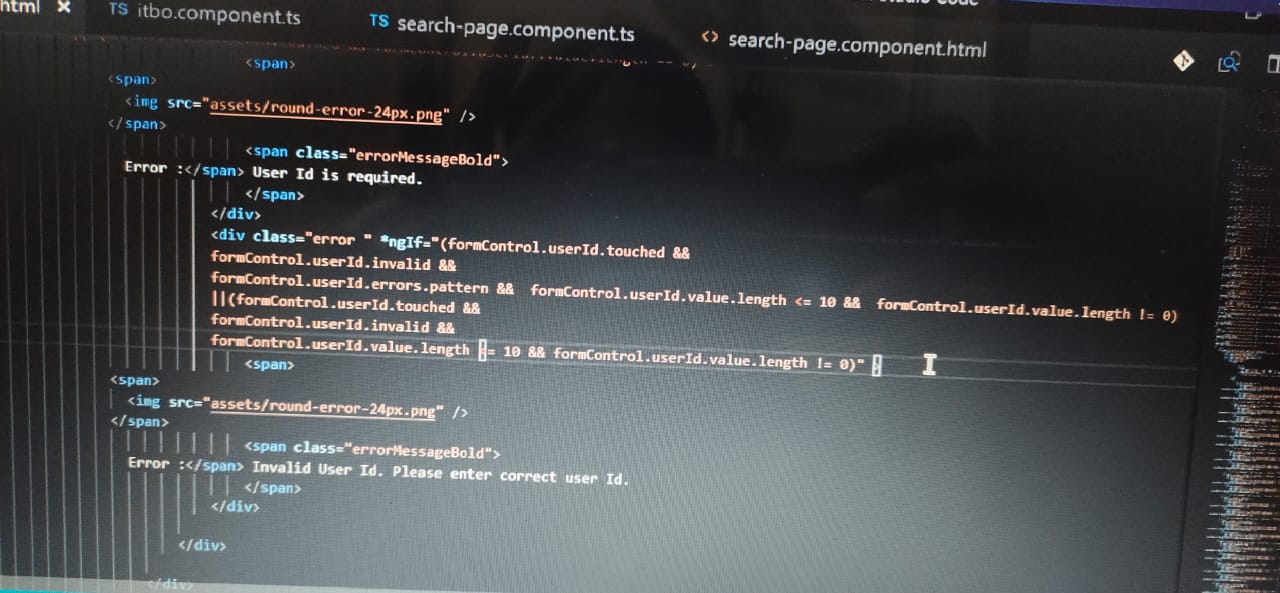 html ✕ TS itbo.component.ts TS search-page.component.ts <> search-page.component.html
<span>
<span>
<img src="assets/round-error-24px.png" />
</span>
<span class="errorMessageBold">
Error :</span> User Id is required.
</span>
</div>
<div class="error " *ngIf="(formControl.userId.touched &&
formControl.userId.invalid &&
formControl.userId.errors.pattern &&  formControl.userId.value.length <= 10 &&  formControl.userId.value.length != 0)
||(formControl.userId.touched &&
formControl.userId.invalid &&
formControl.userId.value.length <= 10 && formControl.userId.value.length != 0)" >
<span>
<span>
<img src="assets/round-error-24px.png" />
</span>
<span class="errorMessageBold">
Error :</span> Invalid User Id. Please enter correct user Id.
</span>
</div>
</div>
</div>